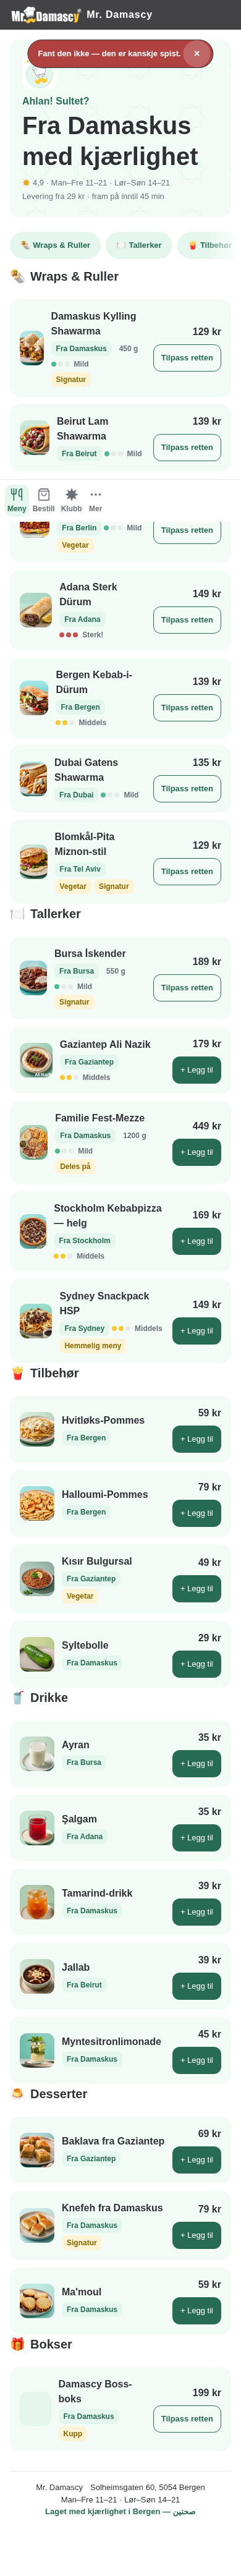 Mr.Damascy Mr. Damascy
Fant den ikke — den er kanskje spist. ×
Ahlan! Sultet?
Fra Damaskus
med kjærlighet
4,9 · Man–Fre 11–21 · Lør–Søn 14–21
Levering fra 29 kr · fram på inntil 45 min
Wraps & Ruller Tallerker Tilbehør
Wraps & Ruller
Damaskus Kylling
Shawarma
Fra Damaskus 450 g
Mild
Signatur
129 kr
Tilpass retten
Beirut Lam
Shawarma
Fra Beirut Mild
139 kr
Tilpass retten
Meny Bestill Klubb Mer
Fra Berlin Mild
Vegetar
Tilpass retten
Adana Sterk
Dürum
Fra Adana
Sterk!
149 kr
Tilpass retten
Bergen Kebab-i-
Dürum
Fra Bergen
Middels
139 kr
Tilpass retten
Dubai Gatens
Shawarma
Fra Dubai Mild
135 kr
Tilpass retten
Blomkål-Pita
Miznon-stil
Fra Tel Aviv
Vegetar Signatur
129 kr
Tilpass retten
Tallerker
Bursa İskender
Fra Bursa 550 g
Mild
Signatur
189 kr
Tilpass retten
Gaziantep Ali Nazik
Fra Gaziantep
Middels
179 kr
+ Legg til
Familie Fest-Mezze
Fra Damaskus 1200 g
Mild
Deles på
449 kr
+ Legg til
Stockholm Kebabpizza
— helg
Fra Stockholm
Middels
169 kr
+ Legg til
Sydney Snackpack
HSP
Fra Sydney Middels
Hemmelig meny
149 kr
+ Legg til
Tilbehør
Hvitløks-Pommes
Fra Bergen
59 kr
+ Legg til
Halloumi-Pommes
Fra Bergen
79 kr
+ Legg til
Kısır Bulgursal
Fra Gaziantep
Vegetar
49 kr
+ Legg til
Syltebolle
Fra Damaskus
29 kr
+ Legg til
Drikke
Ayran
Fra Bursa
35 kr
+ Legg til
Şalgam
Fra Adana
35 kr
+ Legg til
Tamarind-drikk
Fra Damaskus
39 kr
+ Legg til
Jallab
Fra Beirut
39 kr
+ Legg til
Myntesitronlimonade
Fra Damaskus
45 kr
+ Legg til
Desserter
Baklava fra Gaziantep
Fra Gaziantep
69 kr
+ Legg til
Knefeh fra Damaskus
Fra Damaskus
Signatur
79 kr
+ Legg til
Ma'moul
Fra Damaskus
59 kr
+ Legg til
Bokser
Damascy Boss-
boks
Fra Damaskus
Kupp
199 kr
Tilpass retten
Mr. Damascy Solheimsgaten 60, 5054 Bergen
Man–Fre 11–21 · Lør–Søn 14–21
Laget med kjærlighet i Bergen — صحتين